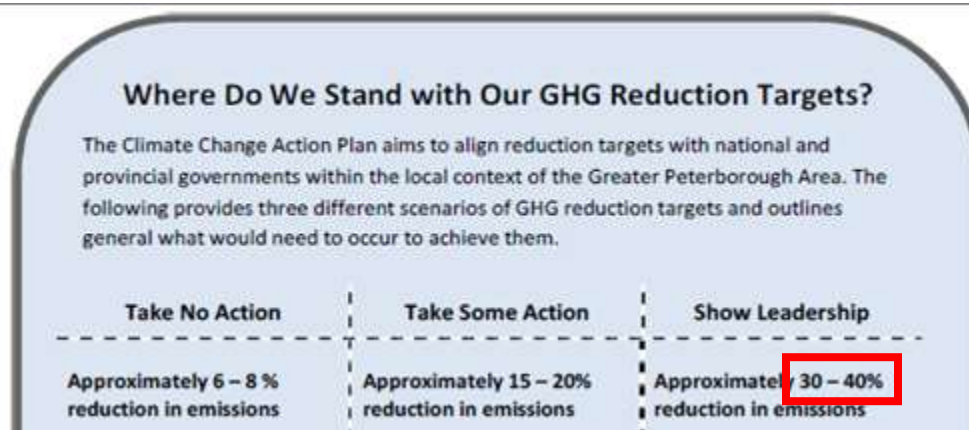 Where Do We Stand with Our GHG Reduction Targets?
The Climate Change Action Plan aims to align reduction targets with national and
provincial governments within the local context of the Greater Peterborough Area. The
following provides three different scenarios of GHG reduction targets and outlines
general what would need to occur to achieve them.
Take No Action
Approximately 6 – 8 %
reduction in emissions
Take Some Action
Approximately 15 – 20%
reduction in emissions
Show Leadership
Approximately 30 – 40%
reduction in emissions